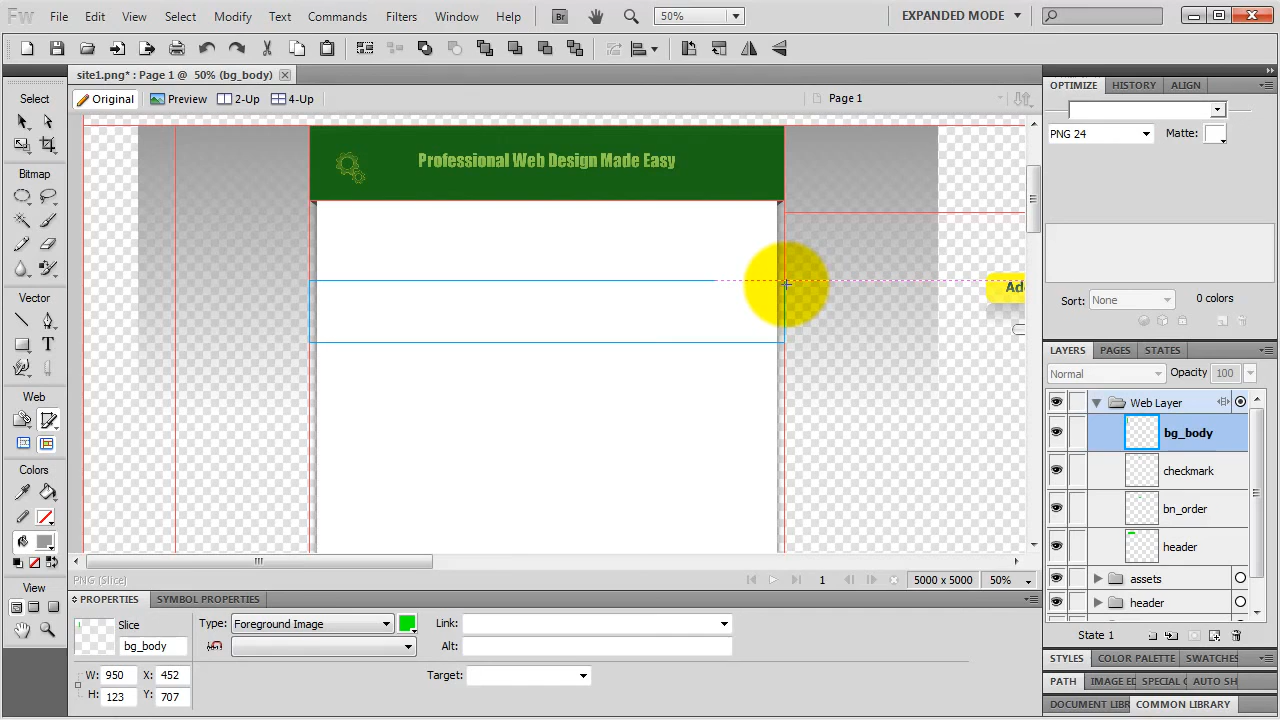 Fw File Edit View Select Modify Text Commands Filters Window Help Br 50% EXPANDED MODE
site1.png* : Page 1 @ 50% (bg_body)
Original Preview 2-Up 4-Up Page 1
Select
Bitmap
Vector
Web
Colors
View
Professional Web Design Made Easy
PNG (Slice) 1 5000 x 5000 50%
PROPERTIES SYMBOL PROPERTIES
Slice Type: Foreground Image Link:
bg_body Alt:
W: 950 X: 452 Target:
H: 123 Y: 707
OPTIMIZE HISTORY ALIGN
PNG 24 Matte:
Sort: None 0 colors
LAYERS PAGES STATES
Normal Opacity 100
Web Layer
bg_body
checkmark
bn_order
header
assets
header
State 1
STYLES COLOR PALETTE SWATCHES
PATH IMAGE ED SPECIAL AUTO SH
DOCUMENT LIBR COMMON LIBRARY